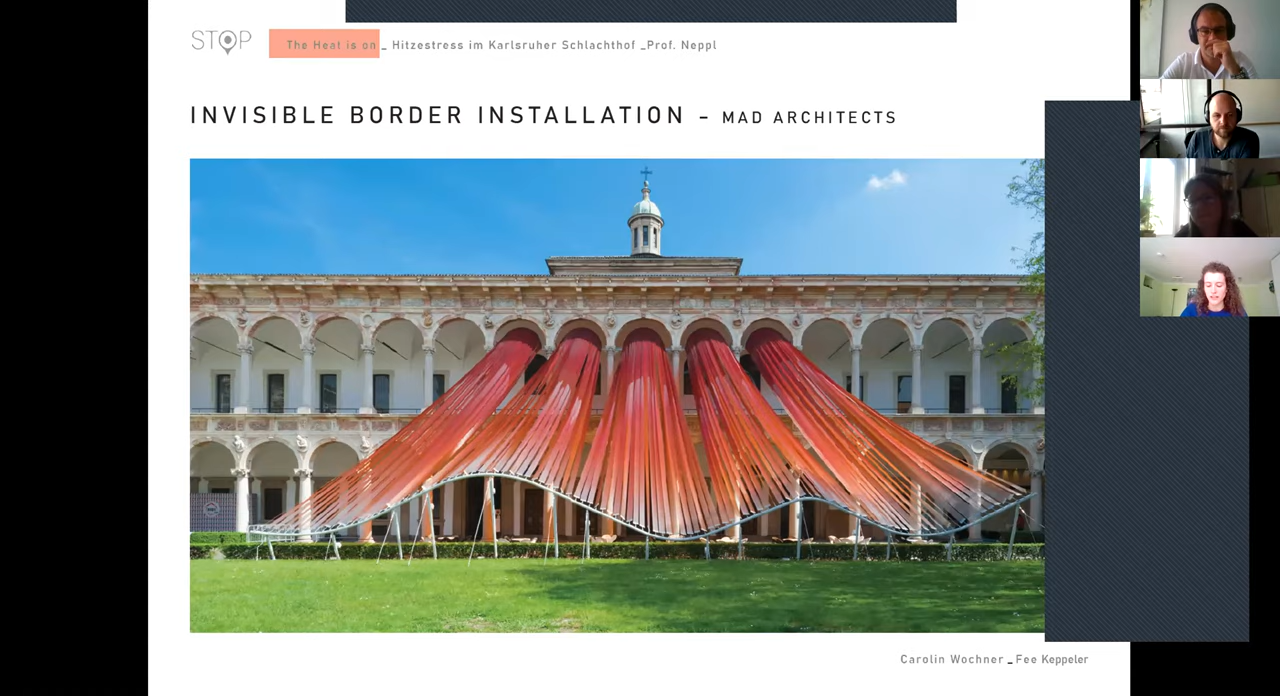 STOP
The Heat is on _ Hitzestress im Karlsruher Schlachthof _Prof. Neppl
INVISIBLE BORDER INSTALLATION – MAD ARCHITECTS
Carolin Wochner _ Fee Keppeler